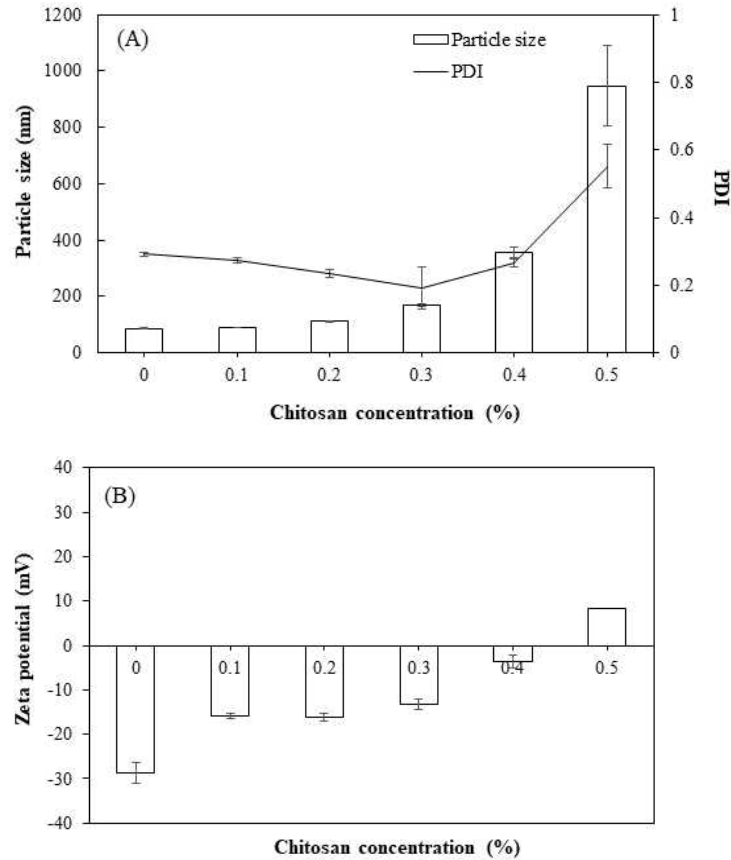 1200
1000
800
600
400
200
0
Particle size (nm)
(A)
Particle size
PDI
1
0.8
0.6
0.4
0.2
0
PDI
0 0.1 0.2 0.3 0.4 0.5
Chitosan concentration (%)
40
30
20
10
0
-10
-20
-30
-40
Zeta potential (mV)
(B)
0 0.1 0.2 0.3 0.4 0.5
Chitosan concentration (%)